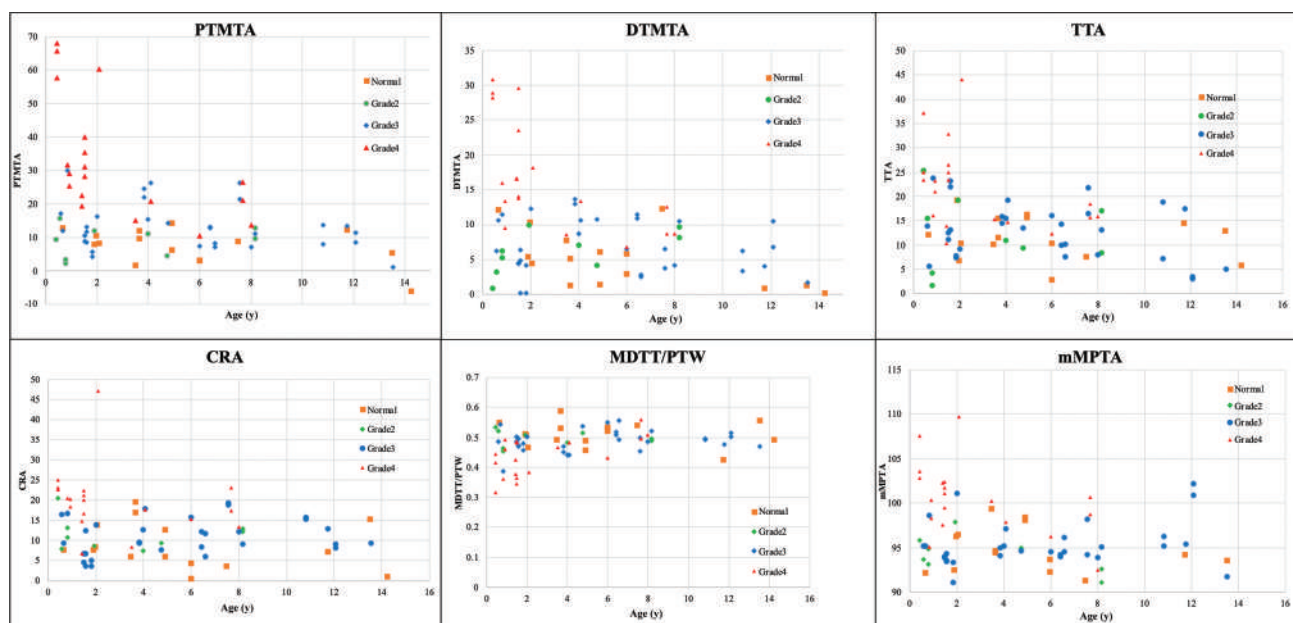 PTMTA
70
60
50
40
30
20
10
0
-10
PTMTA
0 2 4 6 8 10 12 14
Age (y)
Normal
Grade2
Grade3
Grade4
DTMTA
35
30
25
20
15
10
5
0
DTMTA
0 2 4 6 8 10 12 14
Age (y)
Normal
Grade2
Grade3
Grade4
TTA
50
45
40
35
30
25
20
15
10
5
0
TTA
0 2 4 6 8 10 12 14 16
Age (y)
Normal
Grade2
Grade3
Grade4
CRA
50
45
40
35
30
25
20
15
10
5
0
CRA
0 2 4 6 8 10 12 14 16
Age (y)
Normal
Grade2
Grade3
Grade4
MDTT/PTW
0.7
0.6
0.5
0.4
0.3
0.2
0.1
0
MDTT/PTW
0 2 4 6 8 10 12 14 16
Age (y)
Normal
Grade2
Grade3
Grade4
mMPTA
115
110
105
100
95
90
mMPTA
0 2 4 6 8 10 12 14 16
Age (y)
Normal
Grade2
Grade3
Grade4